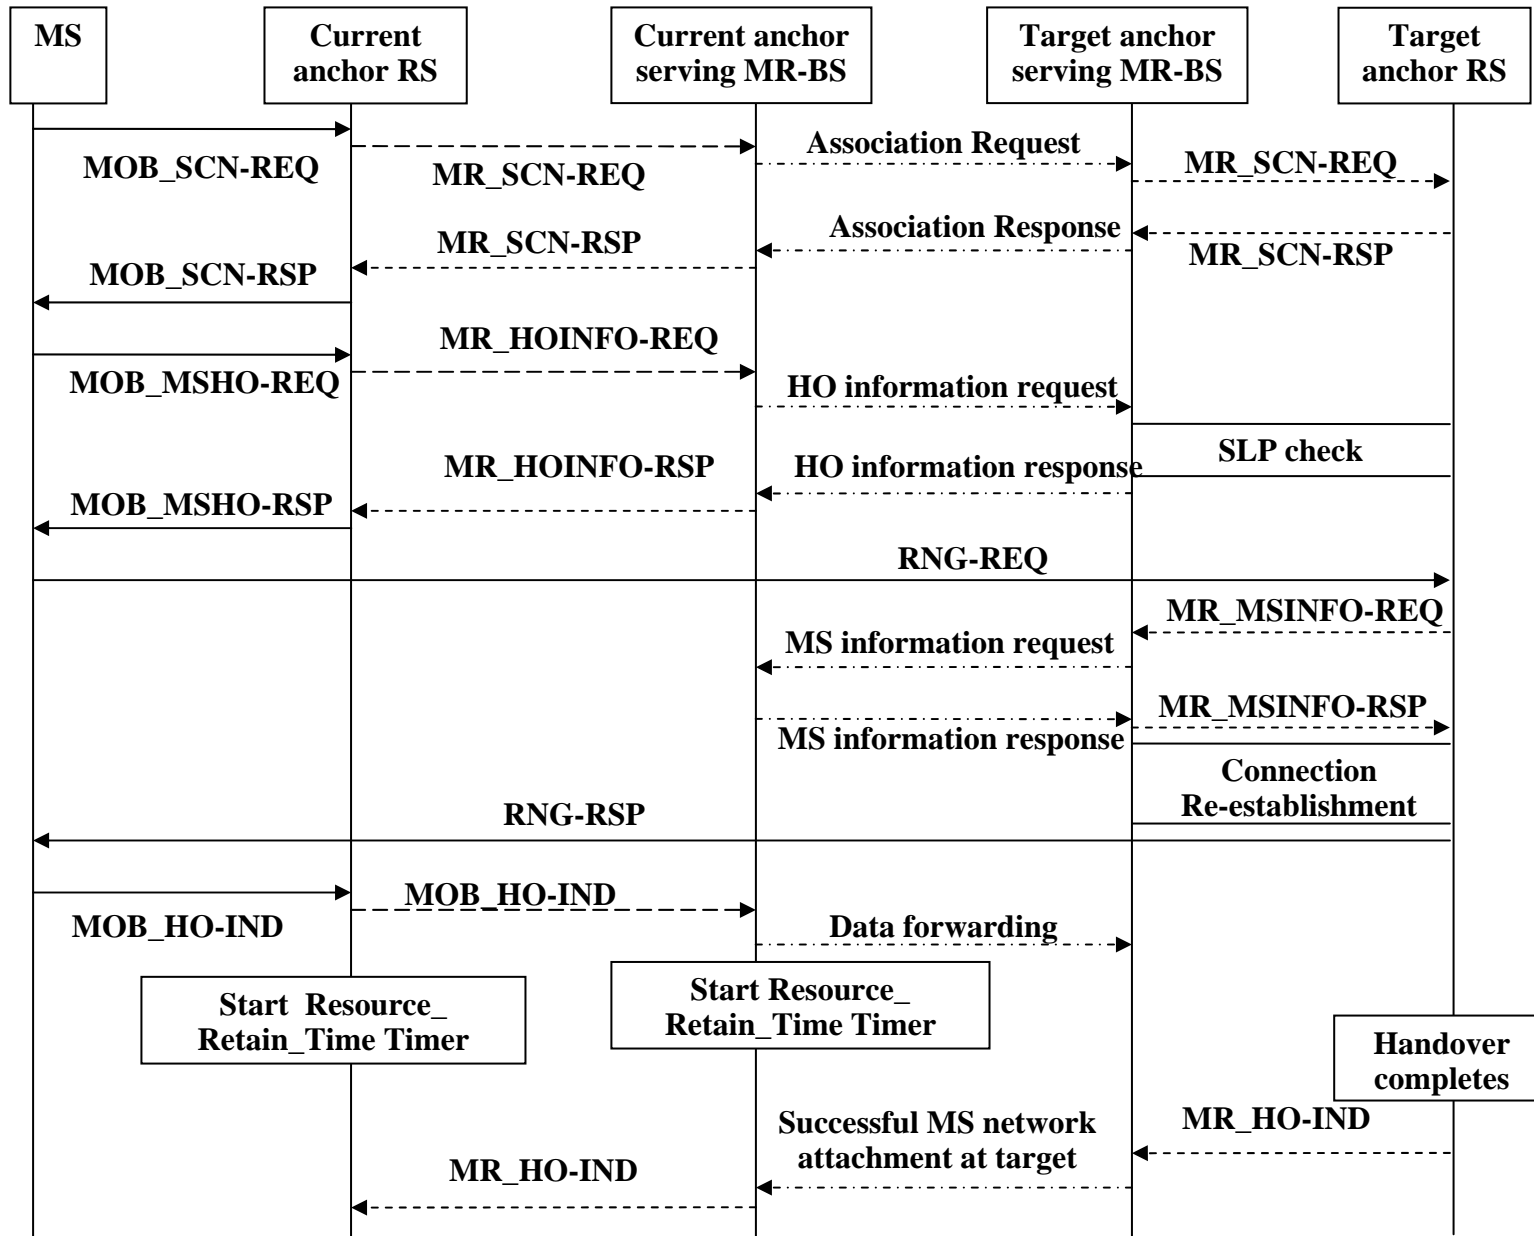 MS
Current
anchor RS
Current anchor
serving MR-BS
Target anchor
serving MR-BS
Target
anchor RS
MOB_SCN-REQ
MR_SCN-REQ
Association Request
MR_SCN-REQ
Association Response
MR_SCN-RSP
MR_SCN-RSP
MOB_SCN-RSP
MR_HOINFO-REQ
MOB_MSHO-REQ
HO information request
SLP check
MR_HOINFO-RSP
HO information response
MOB_MSHO-RSP
RNG-REQ
MR_MSINFO-REQ
MS information request
MR_MSINFO-RSP
MS information response
Connection
Re-establishment
RNG-RSP
MOB_HO-IND
MOB_HO-IND
Data forwarding
Start Resource_
Retain_Time Timer
Start Resource_
Retain_Time Timer
Handover
completes
MR_HO-IND
Successful MS network
attachment at target
MR_HO-IND